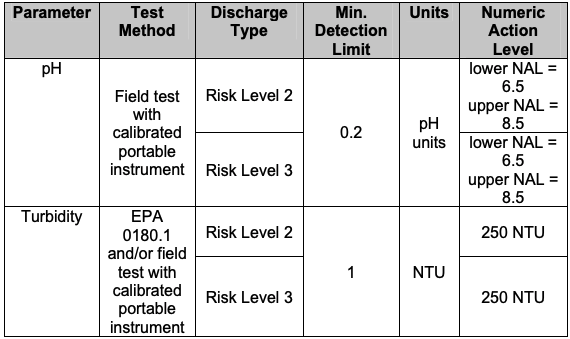 Parameter
Test
Method
Discharge
Type
Min.
Detection
Limit
Units
Numeric
Action
Level
pH
Field test
with
calibrated
portable
instrument
Risk Level 2
0.2
pH
units
lower NAL =
6.5
upper NAL =
8.5
Risk Level 3
lower NAL =
6.5
upper NAL =
8.5
Turbidity
EPA
0180.1
and/or field
test with
calibrated
portable
instrument
Risk Level 2
1
NTU
250 NTU
Risk Level 3
250 NTU